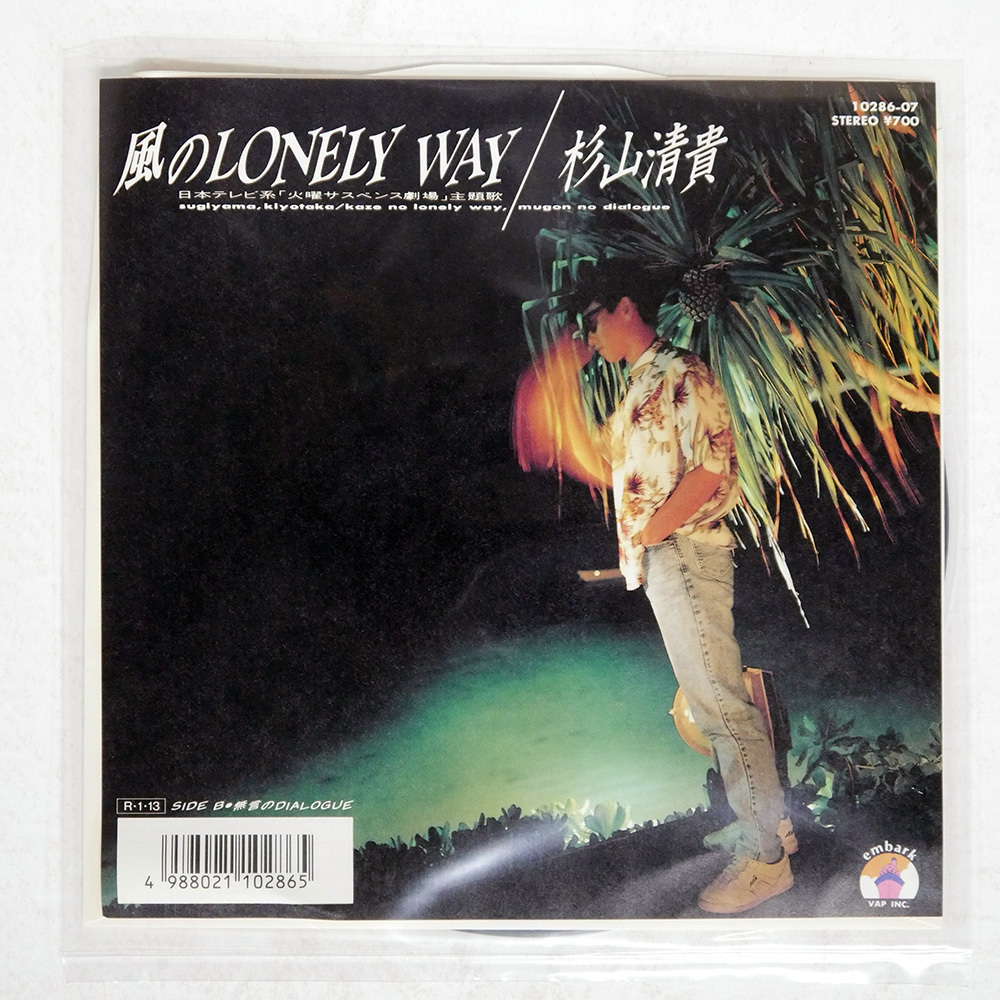 10286-07
STEREO ¥700
風のLONELY WAY/杉山清貴
日本テレビ系「火曜サスペンス劇場」主題歌
sugiyama, kiyotaka/kaze no lonely way, mugon no dialogue
R-1-13 SIDE B●無言のDIALOGUE
4 988021 102865
embark
VAP INC.